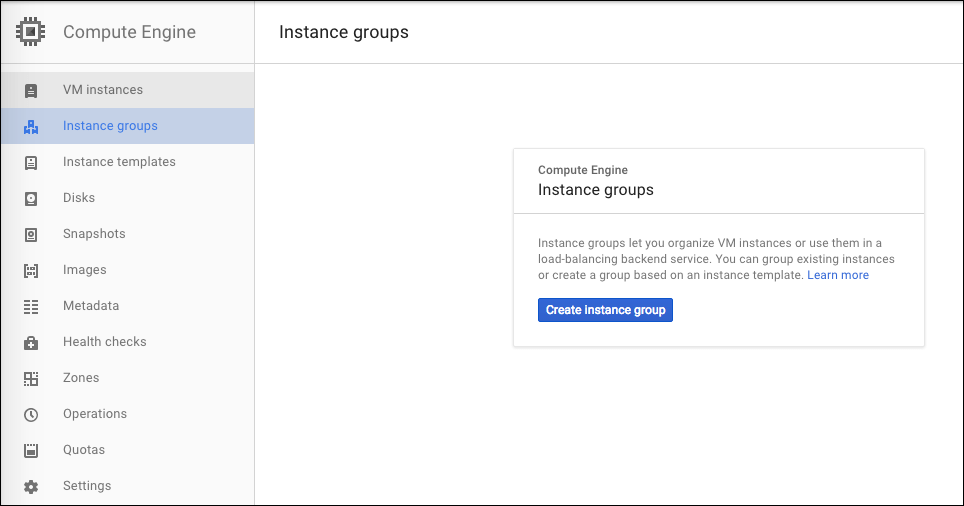 Compute Engine
Instance groups
VM instances
Instance groups
Instance templates
Disks
Snapshots
Images
Metadata
Health checks
Zones
Operations
Quotas
Settings
Compute Engine
Instance groups
Instance groups let you organize VM instances or use them in a
load-balancing backend service. You can group existing instances
or create a group based on an instance template. Learn more
Create instance group